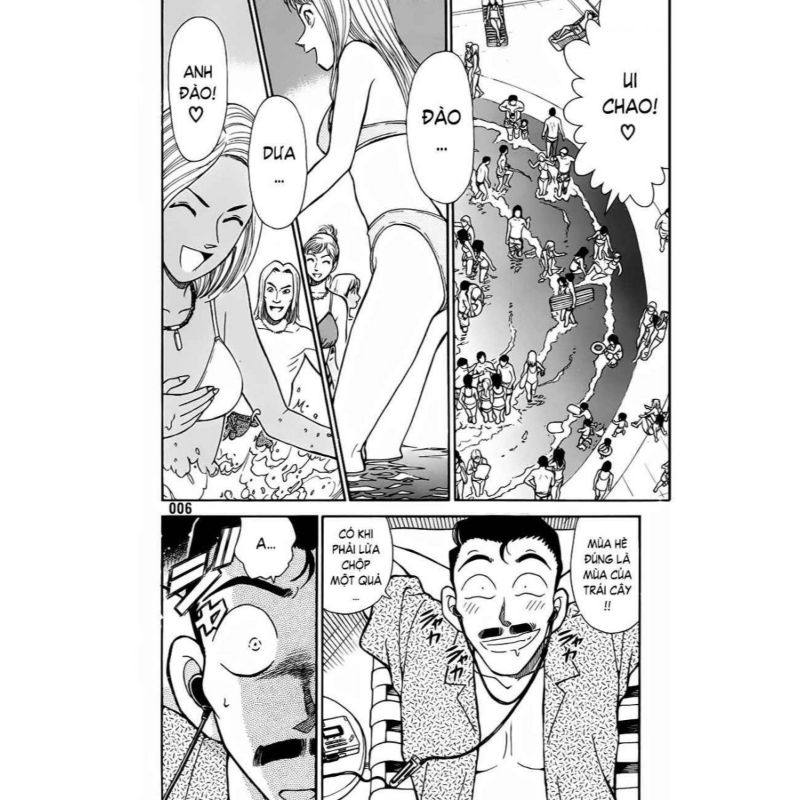 UI
CHAO!
♡
ĐÀO
...
DƯA
...
ANH
ĐÀO!
♡
006
MÙA HÈ
ĐÚNG LÀ
MÙA CỦA
TRÁI CÂY
!!
CÓ KHI
PHẢI LỪA
CHỘP
MỘT QUẢ
...
A...